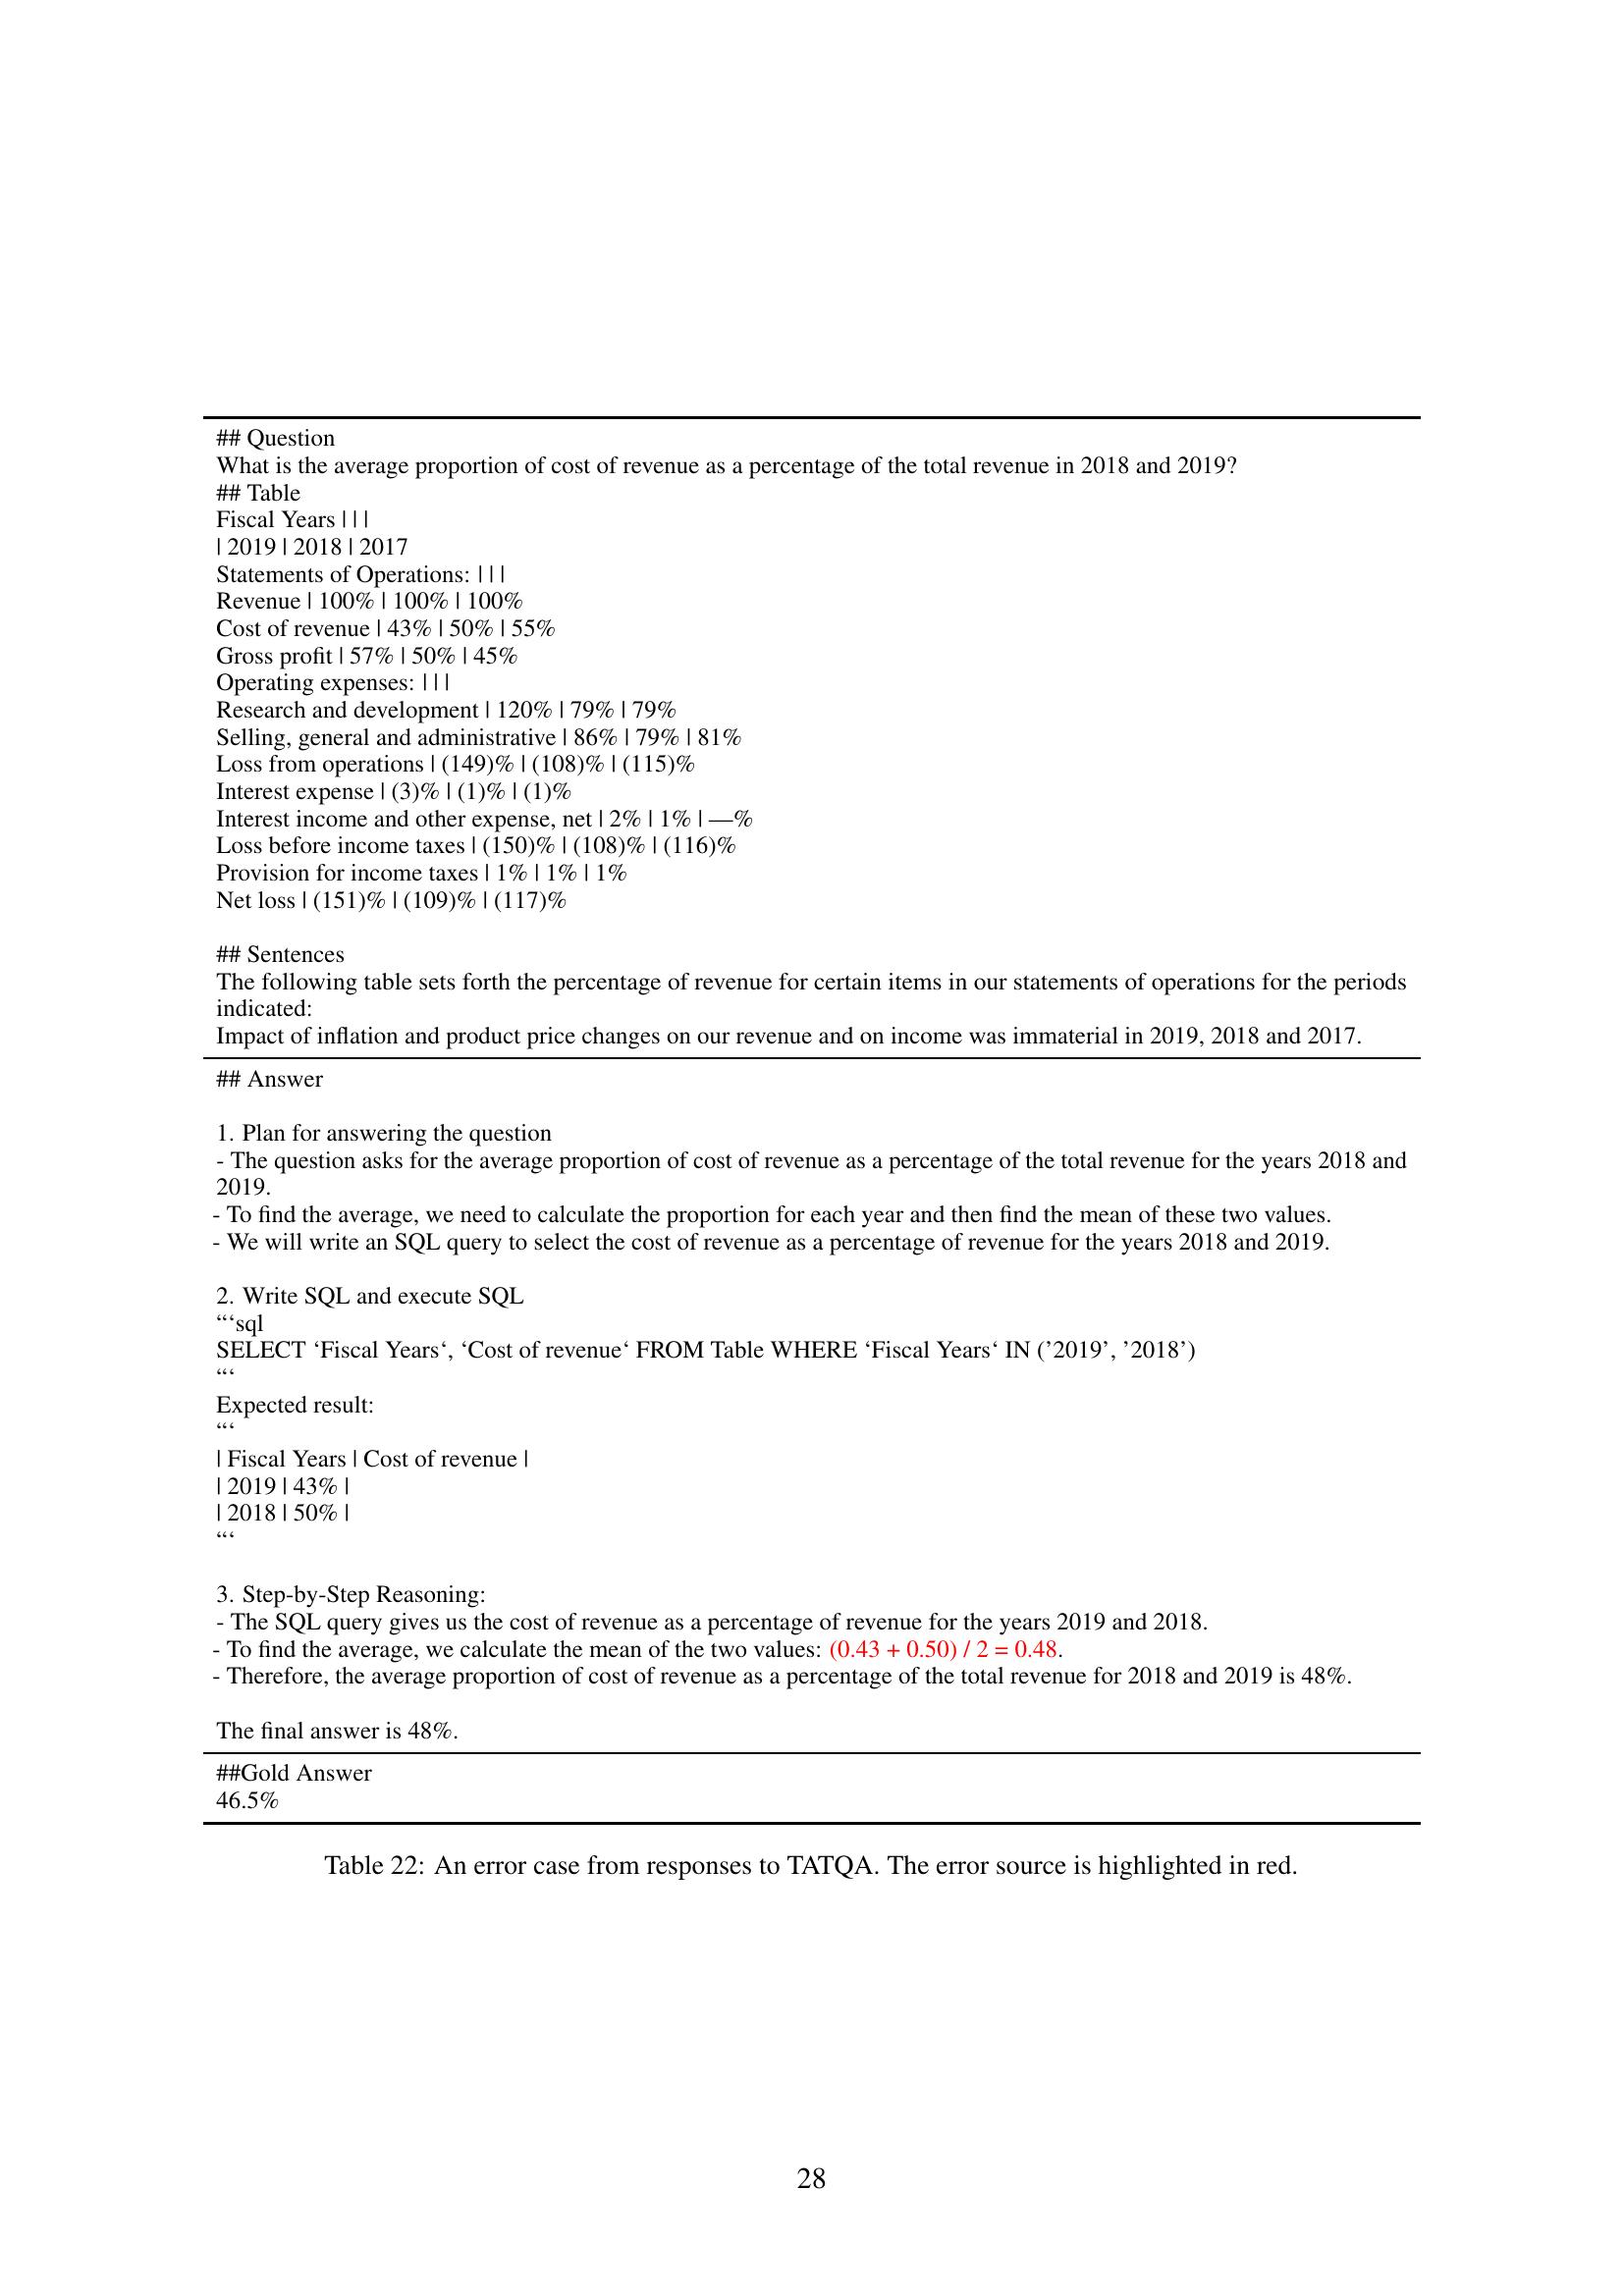 ## Question
What is the average proportion of cost of revenue as a percentage of the total revenue in 2018 and 2019?
## Table
Fiscal Years | | |
| 2019 | 2018 | 2017
Statements of Operations: | | |
Revenue | 100% | 100% | 100%
Cost of revenue | 43% | 50% | 55%
Gross profit | 57% | 50% | 45%
Operating expenses: | | |
Research and development | 120% | 79% | 79%
Selling, general and administrative | 86% | 79% | 81%
Loss from operations | (149)% | (108)% | (115)%
Interest expense | (3)% | (1)% | (1)%
Interest income and other expense, net | 2% | 1% | —%
Loss before income taxes | (150)% | (108)% | (116)%
Provision for income taxes | 1% | 1% | 1%
Net loss | (151)% | (109)% | (117)%
## Sentences
The following table sets forth the percentage of revenue for certain items in our statements of operations for the periods
indicated:
Impact of inflation and product price changes on our revenue and on income was immaterial in 2019, 2018 and 2017.
## Answer
1. Plan for answering the question
- The question asks for the average proportion of cost of revenue as a percentage of the total revenue for the years 2018 and
2019.
- To find the average, we need to calculate the proportion for each year and then find the mean of these two values.
- We will write an SQL query to select the cost of revenue as a percentage of revenue for the years 2018 and 2019.
2. Write SQL and execute SQL
“‘sql
SELECT ‘Fiscal Years‘, ‘Cost of revenue‘ FROM Table WHERE ‘Fiscal Years‘ IN (’2019’, ’2018’)
“‘
Expected result:
“‘
| Fiscal Years | Cost of revenue |
| 2019 | 43% |
| 2018 | 50% |
“‘
3. Step-by-Step Reasoning:
- The SQL query gives us the cost of revenue as a percentage of revenue for the years 2019 and 2018.
- To find the average, we calculate the mean of the two values: (0.43 + 0.50) / 2 = 0.48.
- Therefore, the average proportion of cost of revenue as a percentage of the total revenue for 2018 and 2019 is 48%.
The final answer is 48%.
##Gold Answer
46.5%
Table 22: An error case from responses to TATQA. The error source is highlighted in red.
28